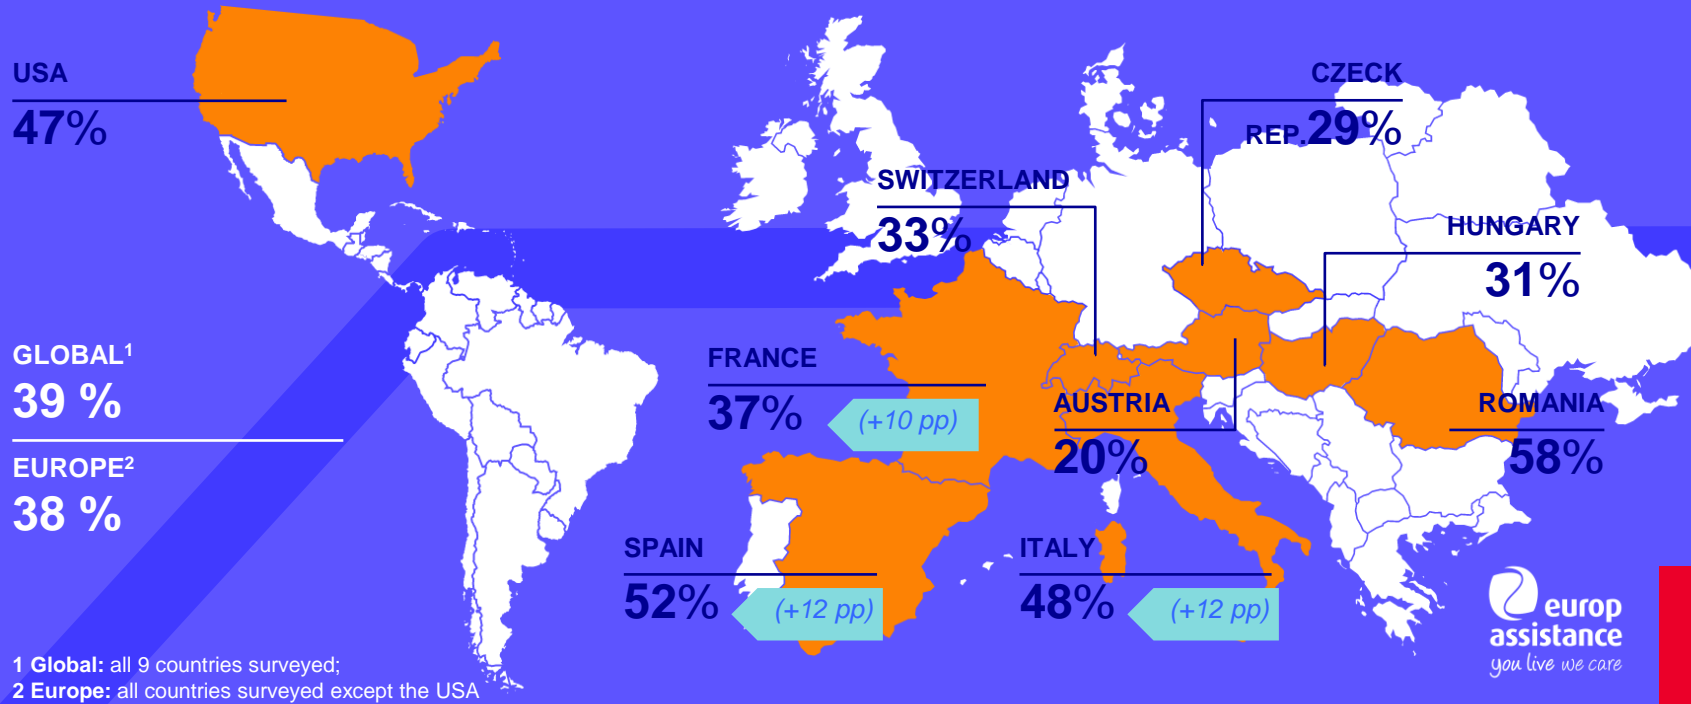 USA
47%
CZECK
REP.29%
SWITZERLAND
33%
HUNGARY
31%
GLOBAL1
39 %
FRANCE
37%
(+10 pp)
AUSTRIA
20%
ROMANIA
58%
EUROPE2
38 %
SPAIN
52%
(+12 pp)
ITALY
48%
(+12 pp)
europ
assistance
you live we care
1 Global: all 9 countries surveyed;
2 Europe: all countries surveyed except the USA